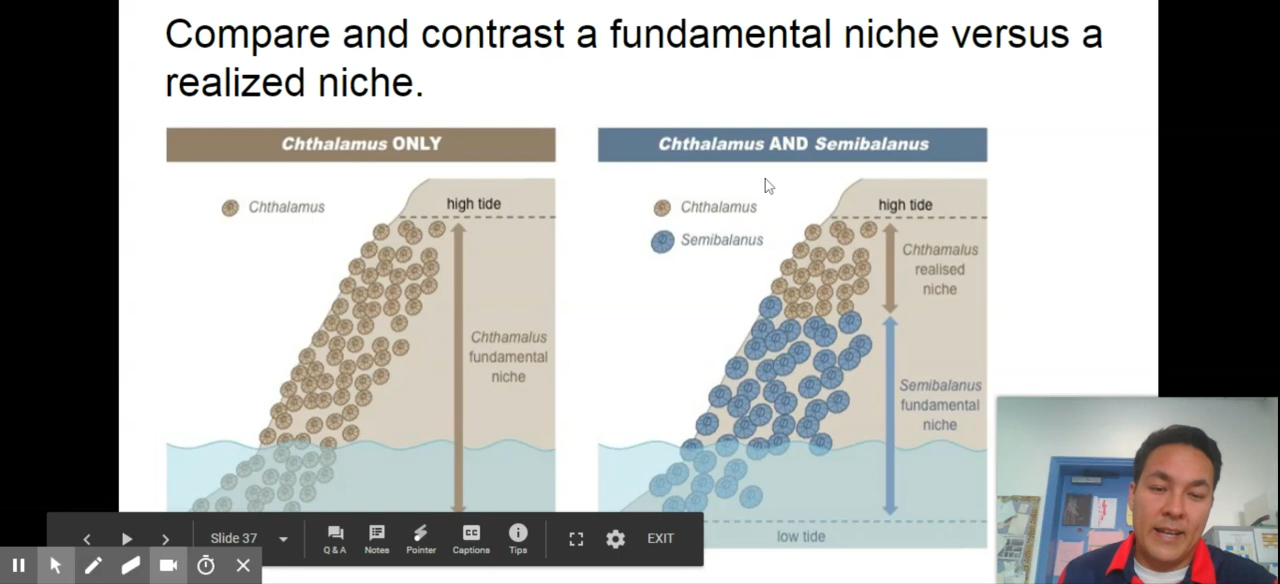 Compare and contrast a fundamental niche versus a
realized niche.
Chthalamus ONLY
Chthalamus
high tide
Chthamalus
fundamental
niche
Chthalamus AND Semibalanus
Chthalamus
Semibalanus
high tide
Chthamalus
realised
niche
Semibalanus
fundamental
niche
low tide
Slide 37
Q & A
Notes
Pointer
CC
Captions
Tips
EXIT